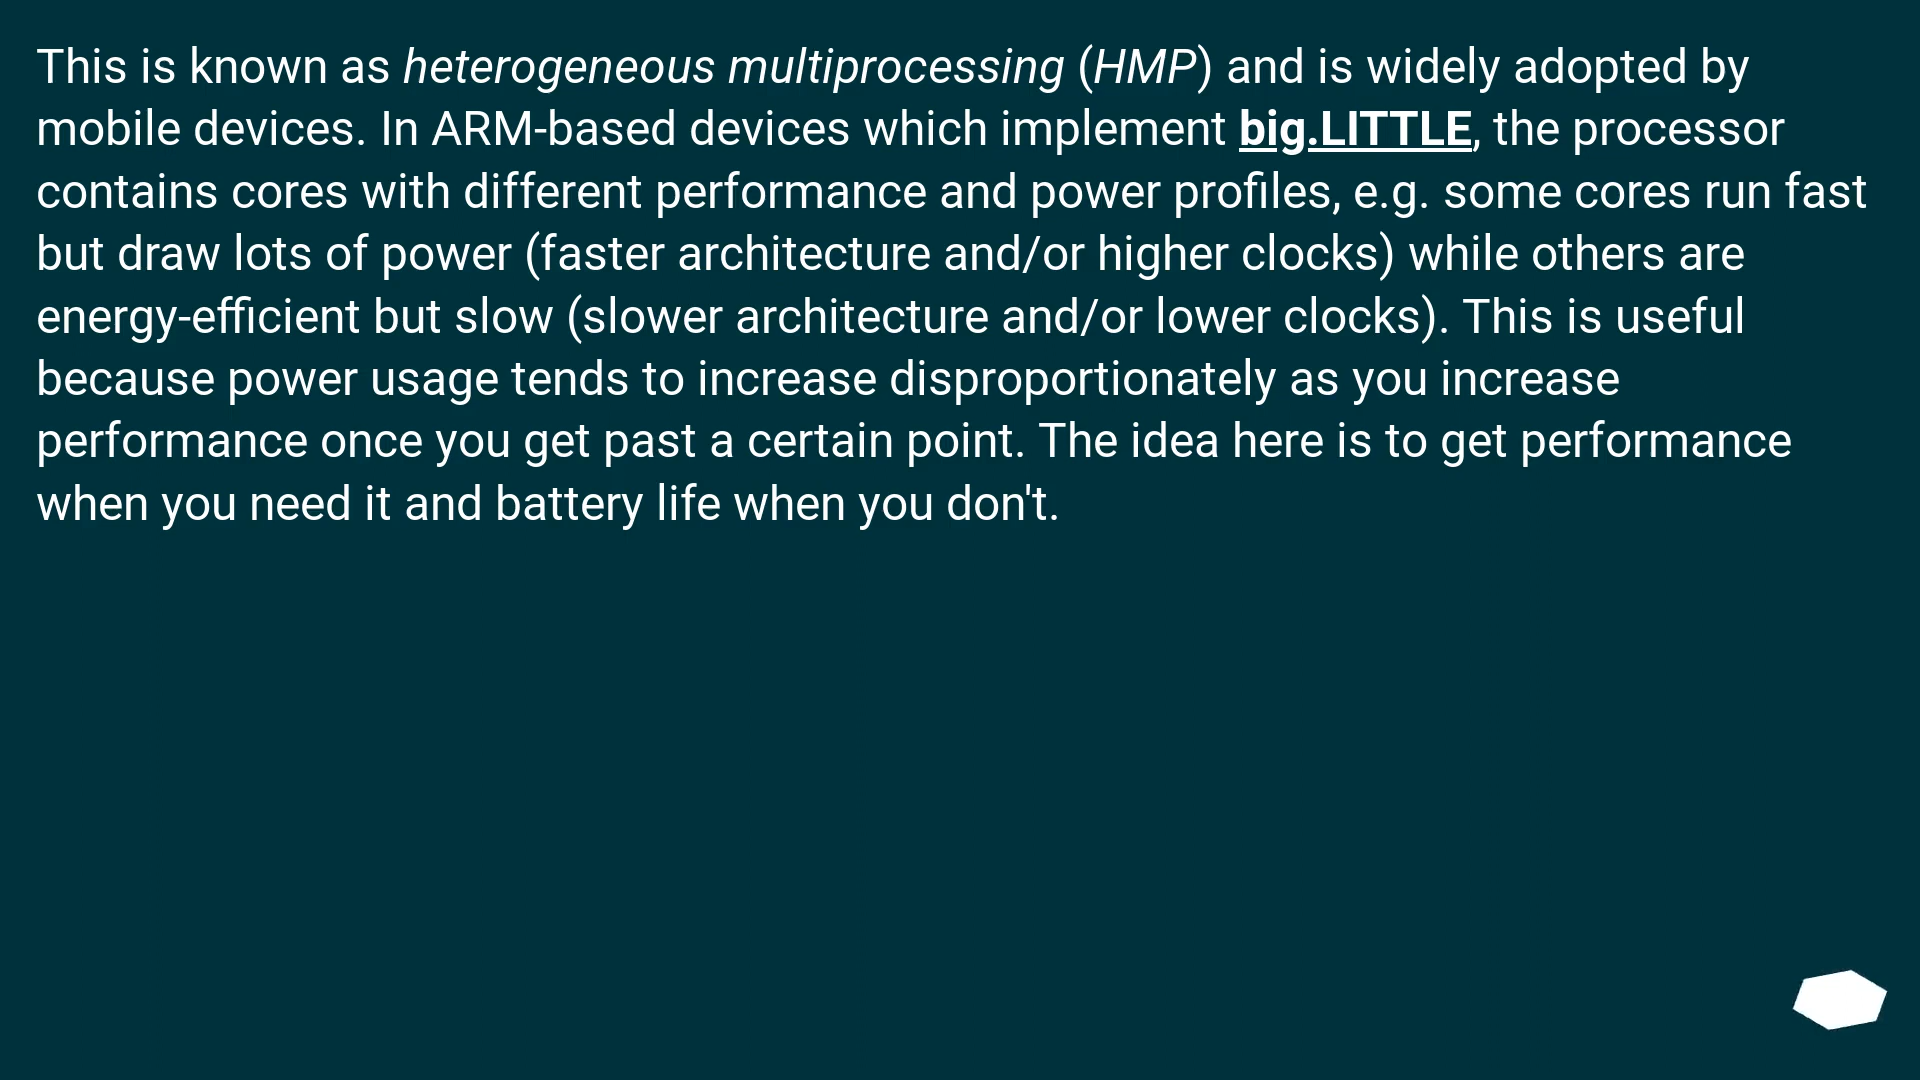 This is known as heterogeneous multiprocessing (HMP) and is widely adopted by
mobile devices. In ARM-based devices which implement big.LITTLE, the processor
contains cores with different performance and power profiles, e.g. some cores run fast
but draw lots of power (faster architecture and/or higher clocks) while others are
energy-efficient but slow (slower architecture and/or lower clocks). This is useful
because power usage tends to increase disproportionately as you increase
performance once you get past a certain point. The idea here is to get performance
when you need it and battery life when you don't.